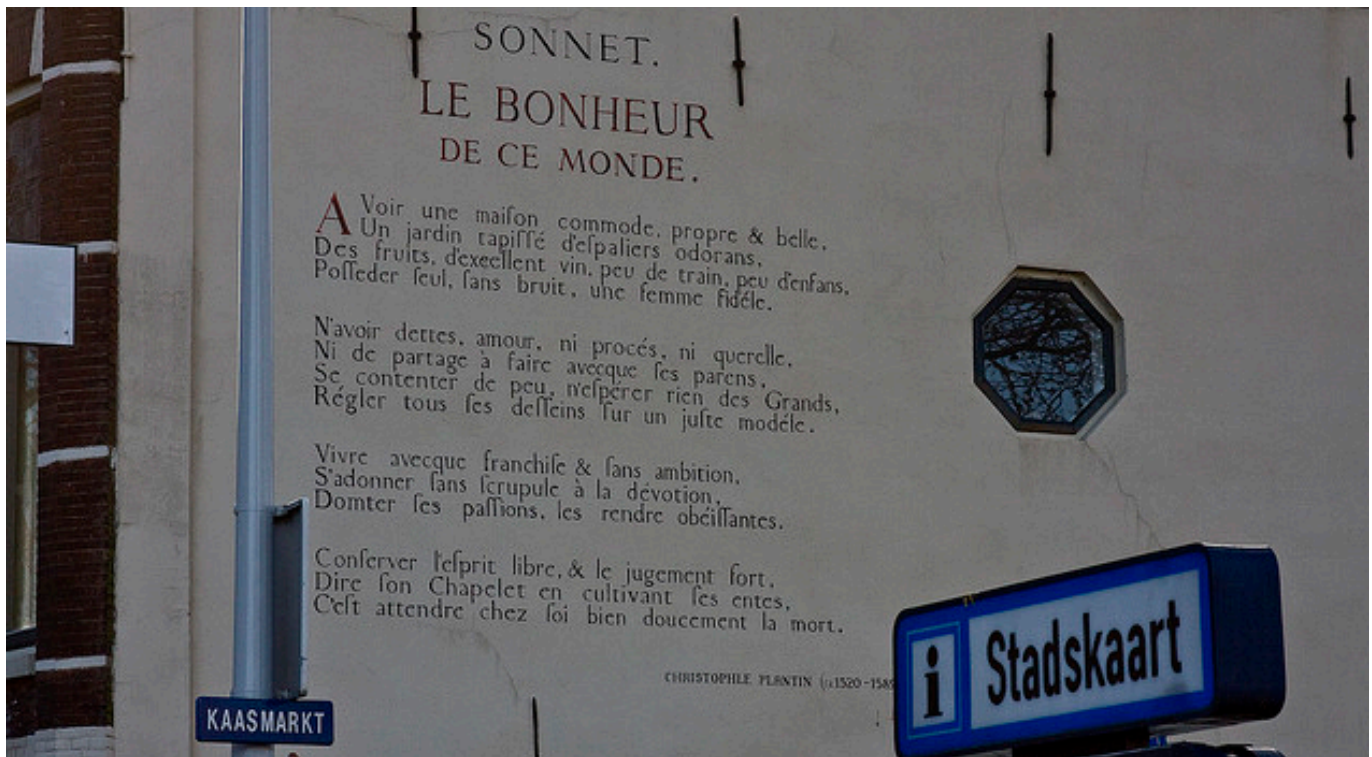 SONNET.
LE BONHEUR
DE CE MONDE.
AVoir une maiſon commode, propre & belle,
Un jardin tapiſſé d'eſpaliers odorans,
Des fruits, d'excellent vin, peu de train, peu d'enfans,
Poſſeder ſeul, ſans bruit, une femme fidéle.
N'avoir dettes, amour, ni procés, ni querelle,
Ni de partage à faire avecque ſes parens,
Se contenter de peu, n'eſpérer rien des Grands,
Régler tous ſes deſſeins ſur un juſte modéle.
Vivre avecque franchiſe & ſans ambition,
S'adonner ſans ſcrupule à la dévotion,
Domter ſes paſſions, les rendre obéiſſantes.
Conſerver l'eſprit libre, & le jugement fort,
Dire ſon Chapelet en cultivant ſes entes,
C'eſt attendre chez ſoi bien doucement la mort.
CHRISTOPHLE PLANTIN (±1520-1589
KAASMARKT
i Stadskaart